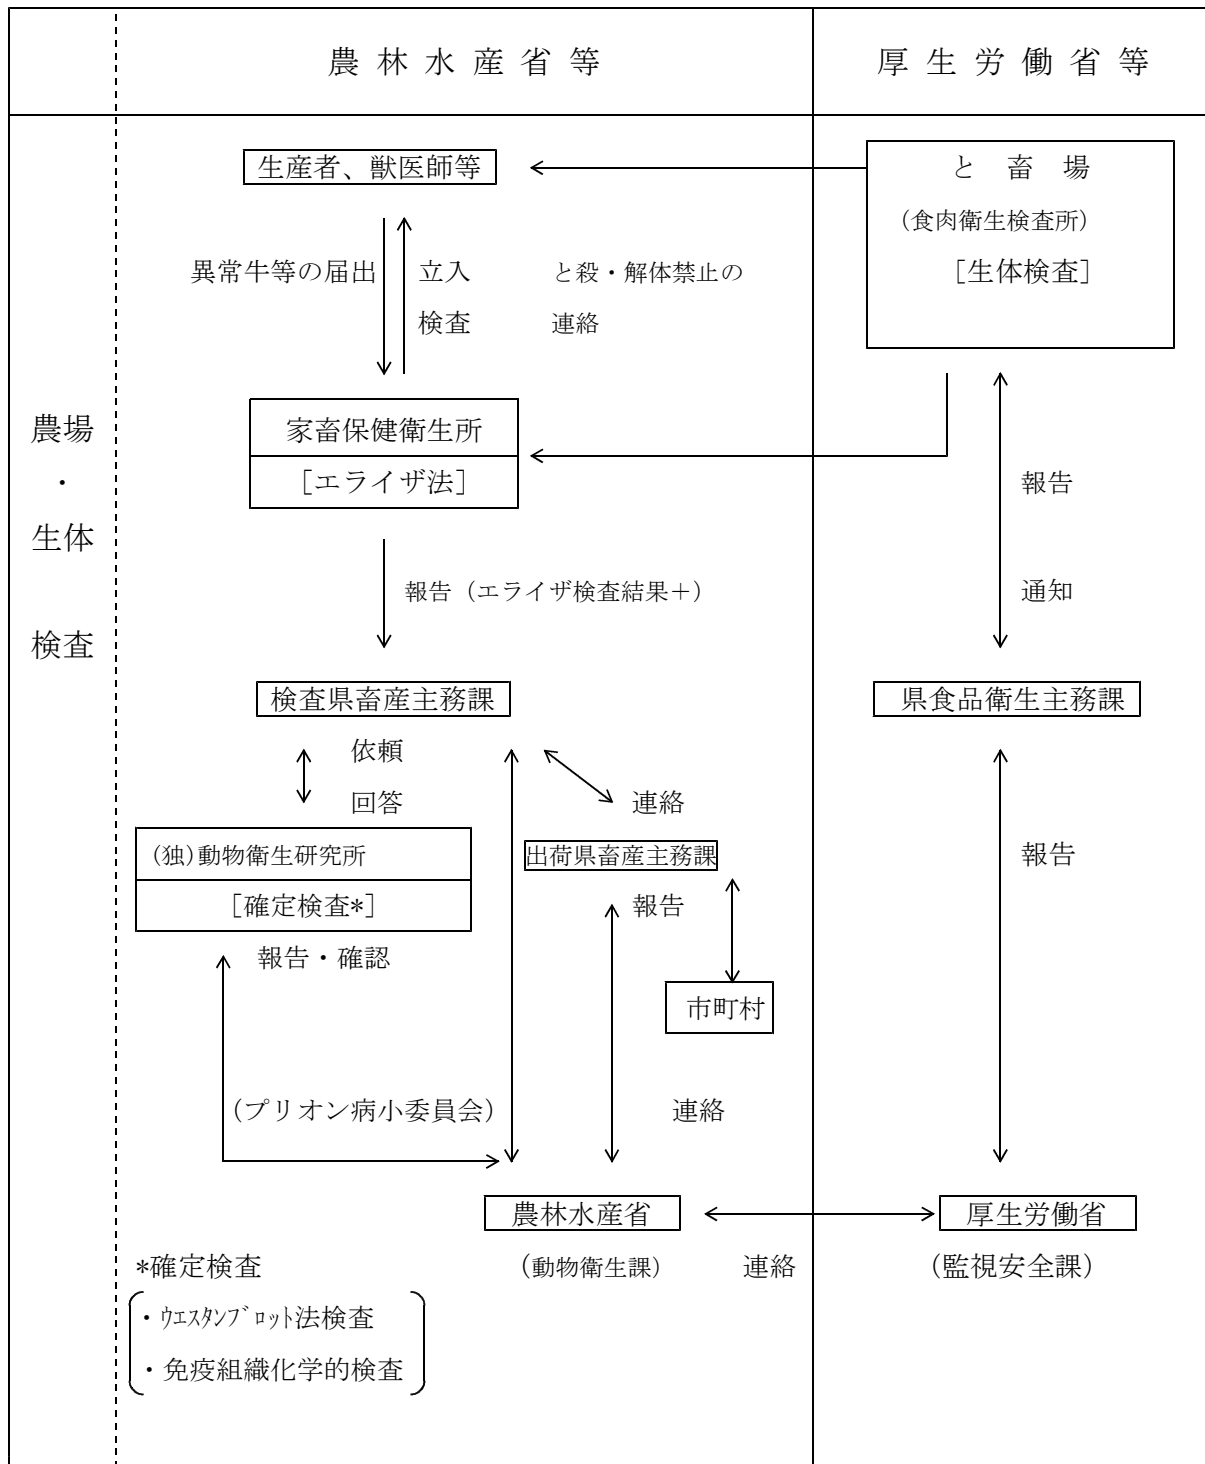 農林水産省等
厚生労働省等
農場
・
生体
検査
生産者、獣医師等
と畜場
(食肉衛生検査所)
[生体検査]
異常牛等の届出
立入
検査
と殺・解体禁止の
連絡
家畜保健衛生所
[エライザ法]
報告
通知
報告（エライザ検査結果＋）
検査県畜産主務課
県食品衛生主務課
依頼
回答
連絡
(独)動物衛生研究所
[確定検査*]
出荷県畜産主務課
報告
報告
報告・確認
市町村
(プリオン病小委員会)
連絡
農林水産省
(動物衛生課)
連絡
厚生労働省
(監視安全課)
*確定検査
・ｳｴｽﾀﾝﾌﾞﾛｯﾄ法検査
・免疫組織化学的検査